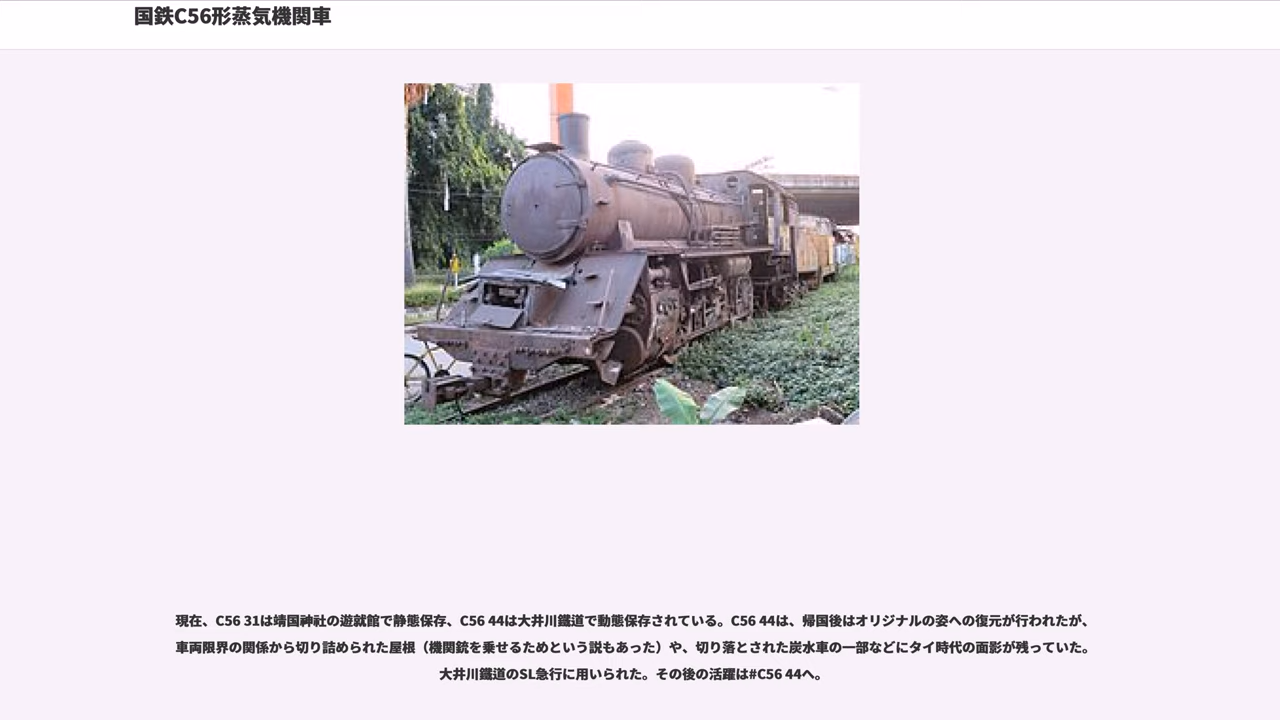 国鉄C56形蒸気機関車
現在、C56 31は靖国神社の遊就館で静態保存、C56 44は大井川鐵道で動態保存されている。C56 44は、帰国後はオリジナルの姿への復元が行われたが、
車両限界の関係から切り詰められた屋根（機関銃を乗せるためという説もあった）や、切り落とされた炭水車の一部などにタイ時代の面影が残っていた。
大井川鐵道のSL急行に用いられた。その後の活躍は#C56 44へ。